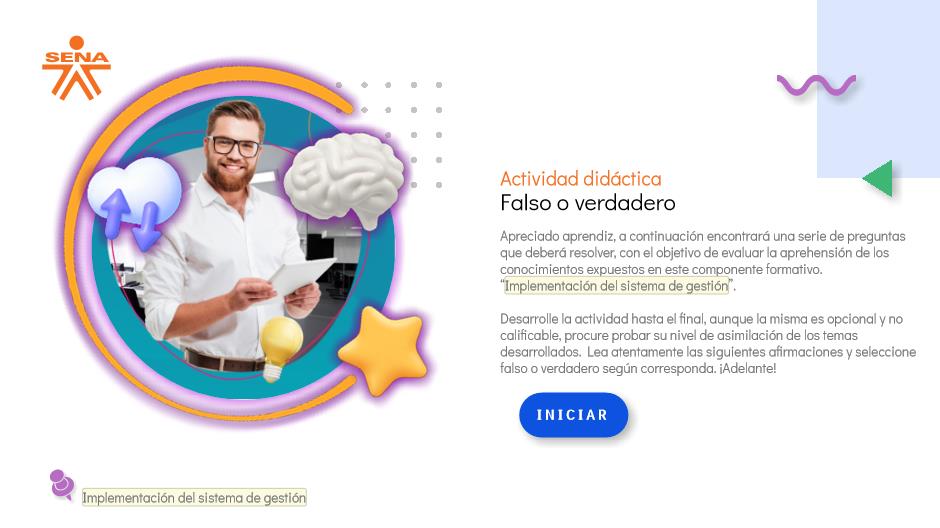 SENA
Actividad didáctica
Falso o verdadero
Apreciado aprendiz, a continuación encontrará una serie de preguntas
que deberá resolver, con el objetivo de evaluar la aprehensión de los
conocimientos expuestos en este componente formativo.
“Implementación del sistema de gestión”.
Desarrolle la actividad hasta el final, aunque la misma es opcional y no
calificable, procure probar su nivel de asimilación de los temas
desarrollados. Lea atentamente las siguientes afirmaciones y seleccione
falso o verdadero según corresponda. ¡Adelante!
INICIAR
Implementación del sistema de gestión